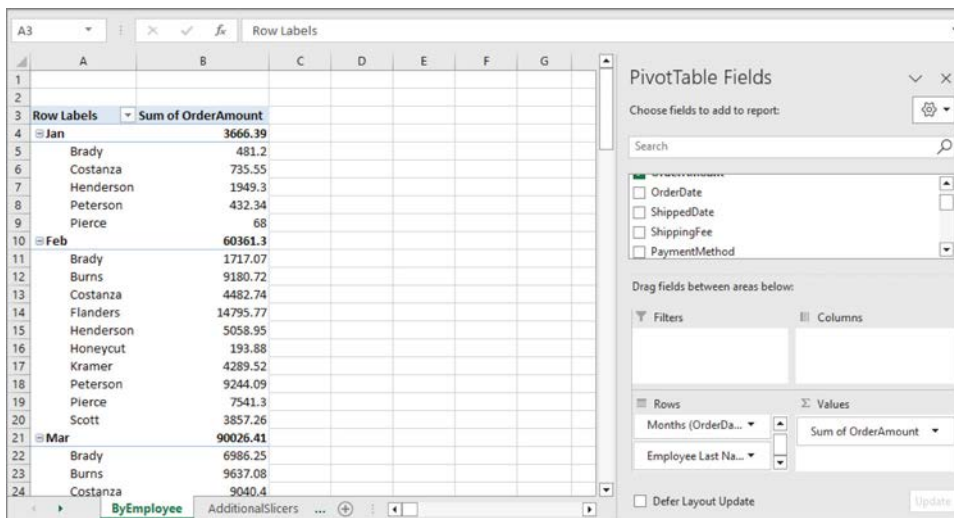 A3 fx Row Labels
A B C D E F G
1
2
3 Row Labels Sum of OrderAmount
4 Jan 3666.39
5 Brady 481.2
6 Costanza 735.55
7 Henderson 1949.3
8 Peterson 432.34
9 Pierce 68
10 Feb 60361.3
11 Brady 1717.07
12 Burns 9180.72
13 Costanza 4482.74
14 Flanders 14795.77
15 Henderson 5058.95
16 Honeycut 193.88
17 Kramer 4289.52
18 Peterson 9244.09
19 Pierce 7541.3
20 Scott 3857.26
21 Mar 90026.41
22 Brady 6986.25
23 Burns 9637.08
24 Costanza 9040.4
ByEmployee AdditionalSlicers ...
PivotTable Fields
Choose fields to add to report:
Search
OrderDate
ShippedDate
ShippingFee
PaymentMethod
Drag fields between areas below:
Filters Columns
Rows Σ Values
Months (OrderDa... Sum of OrderAmount
Employee Last Na...
Defer Layout Update Update